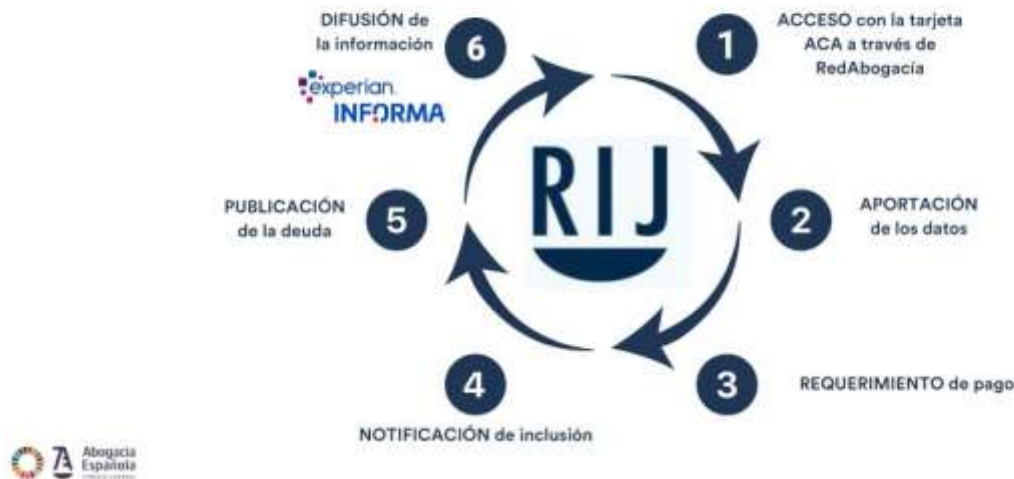 DIFUSIÓN de
la información
6
experian.
INFORMA
1
ACCESO con la tarjeta
ACA a través de
RedAbogacía
RIJ
PUBLICACIÓN
de la deuda
5
2
APORTACIÓN
de los datos
4
NOTIFICACIÓN de inclusión
3
REQUERIMIENTO de pago
Abogacía
Española